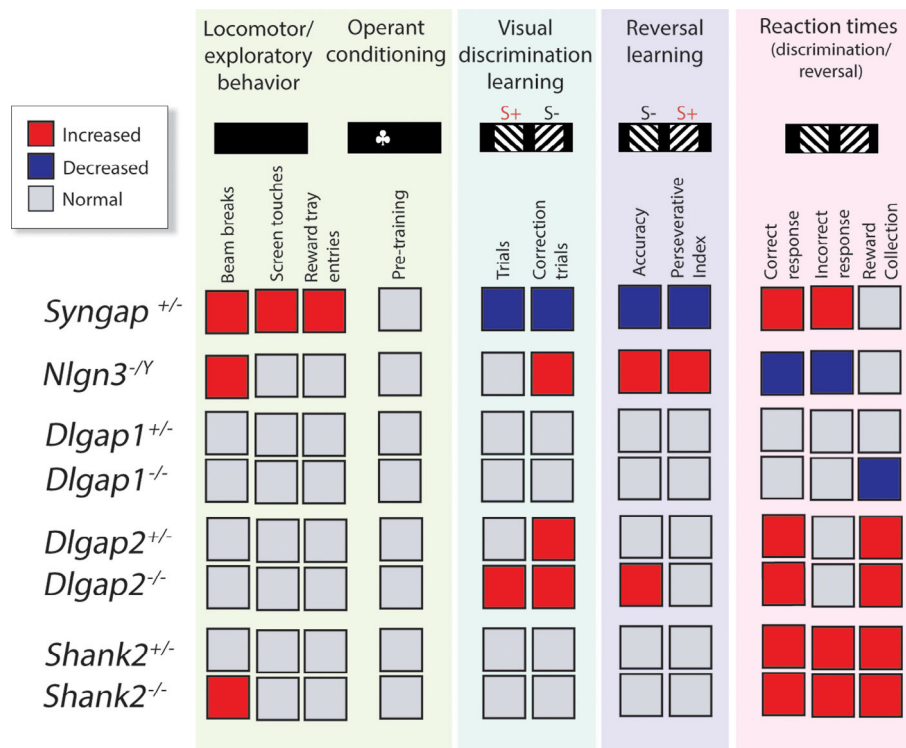 Locomotor/
exploratory
behavior
Operant
conditioning
Visual
discrimination
learning
Reversal
learning
Reaction times
(discrimination/
reversal)
S+ S-
S- S+
Increased
Decreased
Normal
Beam breaks
Screen touches
Reward tray
entries
Pre-training
Trials
Correction
trials
Accuracy
Perseverative
Index
Correct
response
Incorrect
response
Reward
Collection
Syngap +/-
Nlgn3-/Y
Dlgap1+/-
Dlgap1-/-
Dlgap2+/-
Dlgap2-/-
Shank2+/-
Shank2-/-